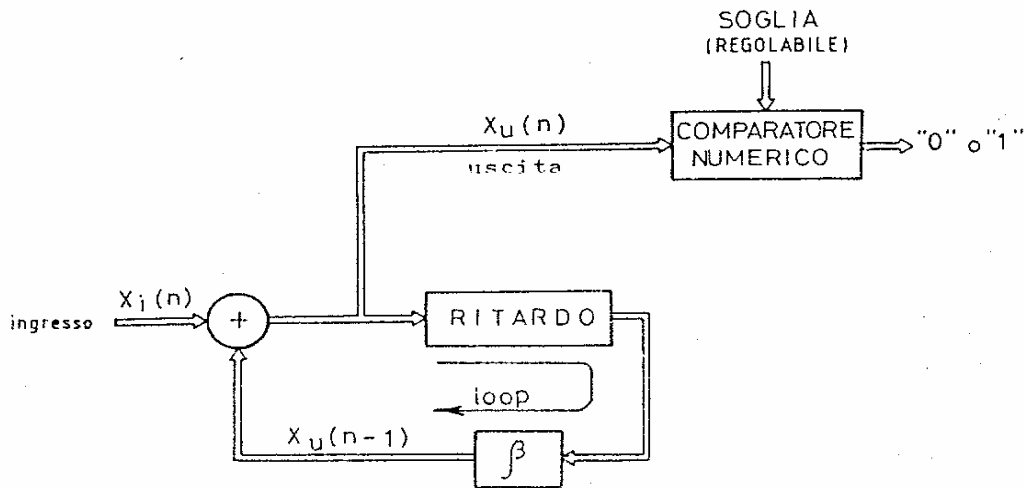 SOGLIA
(REGOLABILE)
Xu(n)
uscita
COMPARATORE
NUMERICO
"0" o "1"
Xi(n)
ingresso
+
RITARDO
loop
Xu(n-1)
β